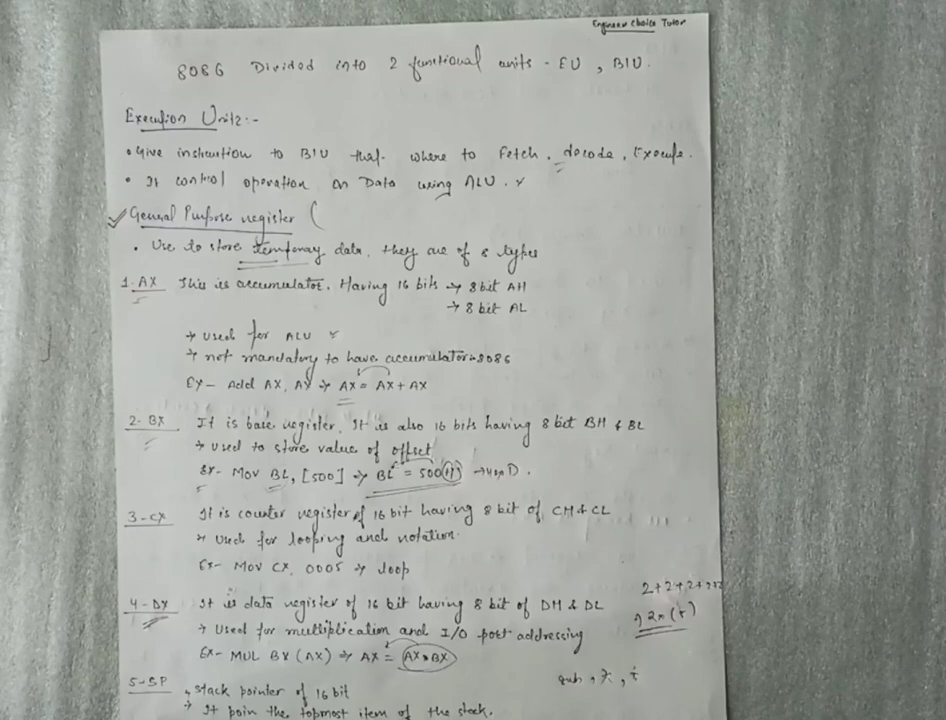 Engineer Choice Tutor
8086 Divided into 2 functional units - EU, BIU.
Execution Unit:-
• Give instruction to BIU that where to Fetch, decode, Execute.
• It control operation on Data using ALU.
General Purpose register (
• Use to store temporary data, they are of 8 types
1- AX This is accumulator. Having 16 bits → 8 bit AH
→ 8 bit AL
→ Used for ALU
→ not mandatory to have accumulator 8086
Ex- Add AX, AX → AX = AX + AX
2- BX It is base register. It is also 16 bits having 8 bit BH & BL
→ used to store value of offset
Ex- Mov BL, [500] → BL = 500(H)
3- CX It is counter register of 16 bit having 8 bit of CH & CL
→ Used for looping and rotation.
Ex- Mov CX, 0005 → loop
4- DX It is data register of 16 bit having 8 bit of DH & DL
→ Used for multiplication and I/O port addressing
Ex- MUL BX (AX) → AX = AX * BX
5- SP → Stack pointer of 16 bit
→ It poin the topmost item of the stack.